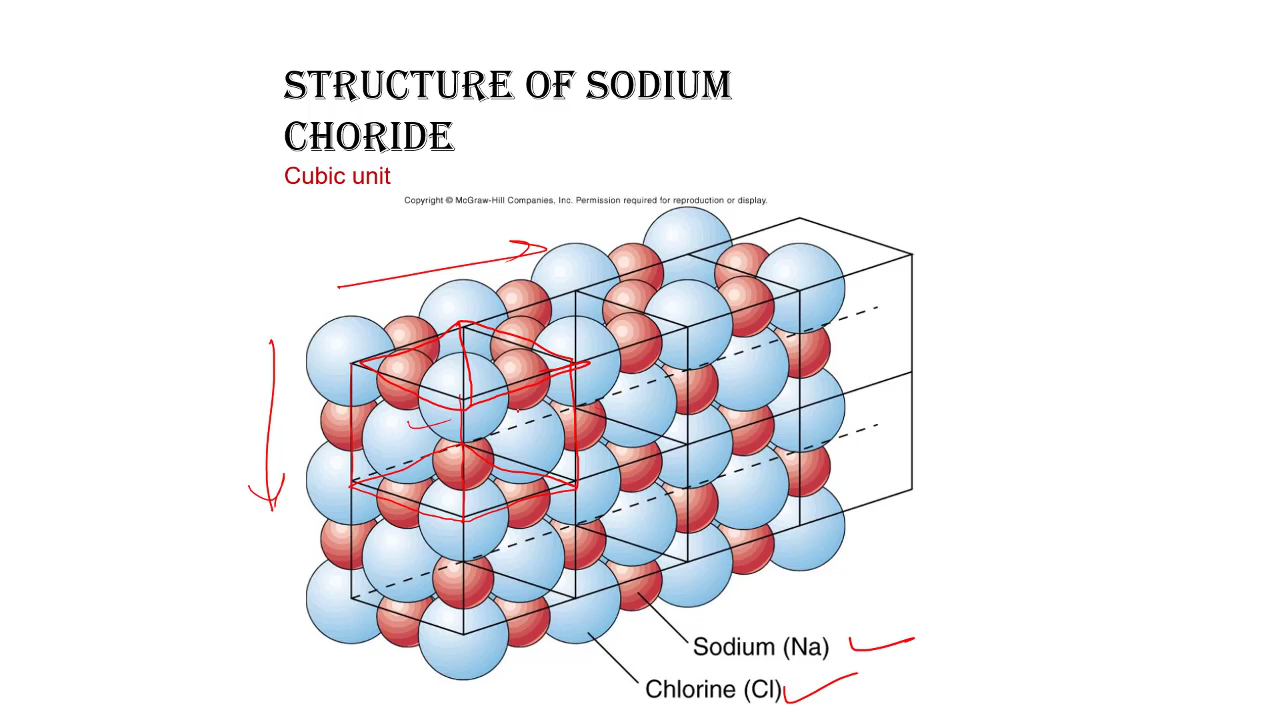 STRUCTURE OF SODIUM
CHORIDE
Cubic unit
Copyright © McGraw-Hill Companies, Inc. Permission required for reproduction or display.
Sodium (Na)
Chlorine (Cl)